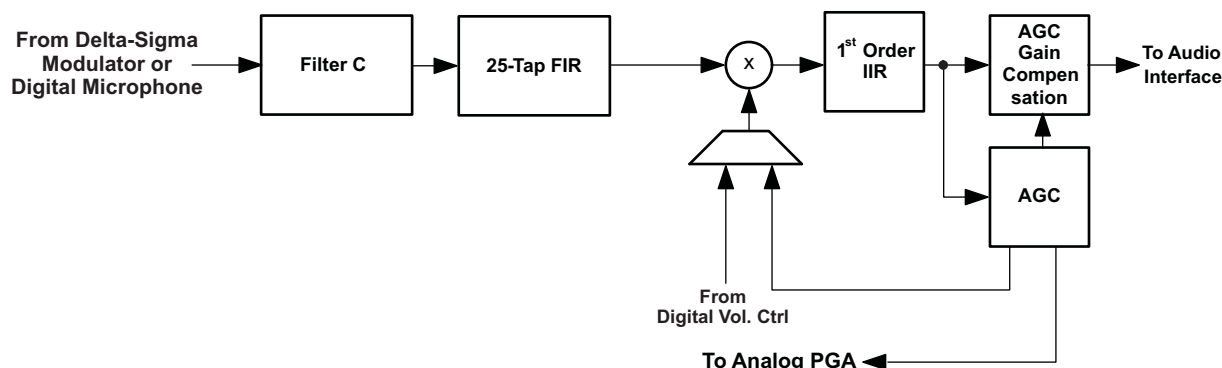 From Delta-Sigma
Modulator or
Digital Microphone
Filter C
25-Tap FIR
X
1st Order
IIR
AGC
Gain
Compen
sation
To Audio
Interface
AGC
From
Digital Vol. Ctrl
To Analog PGA